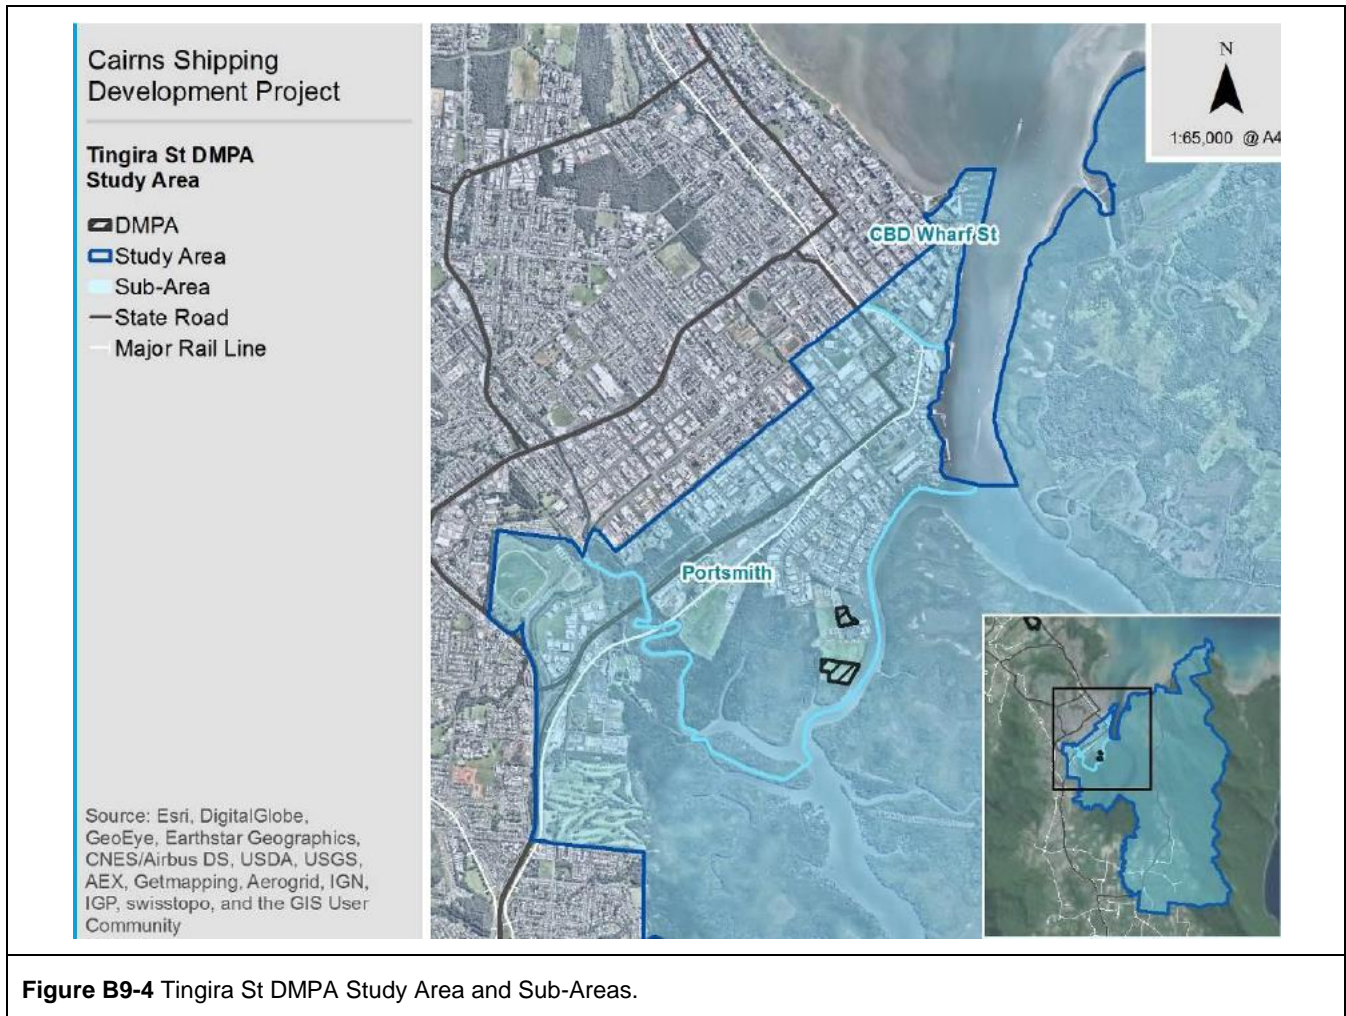 Cairns Shipping
Development Project
Tingira St DMPA
Study Area
DMPA
Study Area
Sub-Area
State Road
Major Rail Line
Source: Esri, DigitalGlobe,
GeoEye, Earthstar Geographics,
CNES/Airbus DS, USDA, USGS,
AEX, Getmapping, Aerogrid, IGN,
IGP, swisstopo, and the GIS User
Community
N
1:65,000 @ A4
CBD Wharf St
Portsmith
Figure B9-4 Tingira St DMPA Study Area and Sub-Areas.